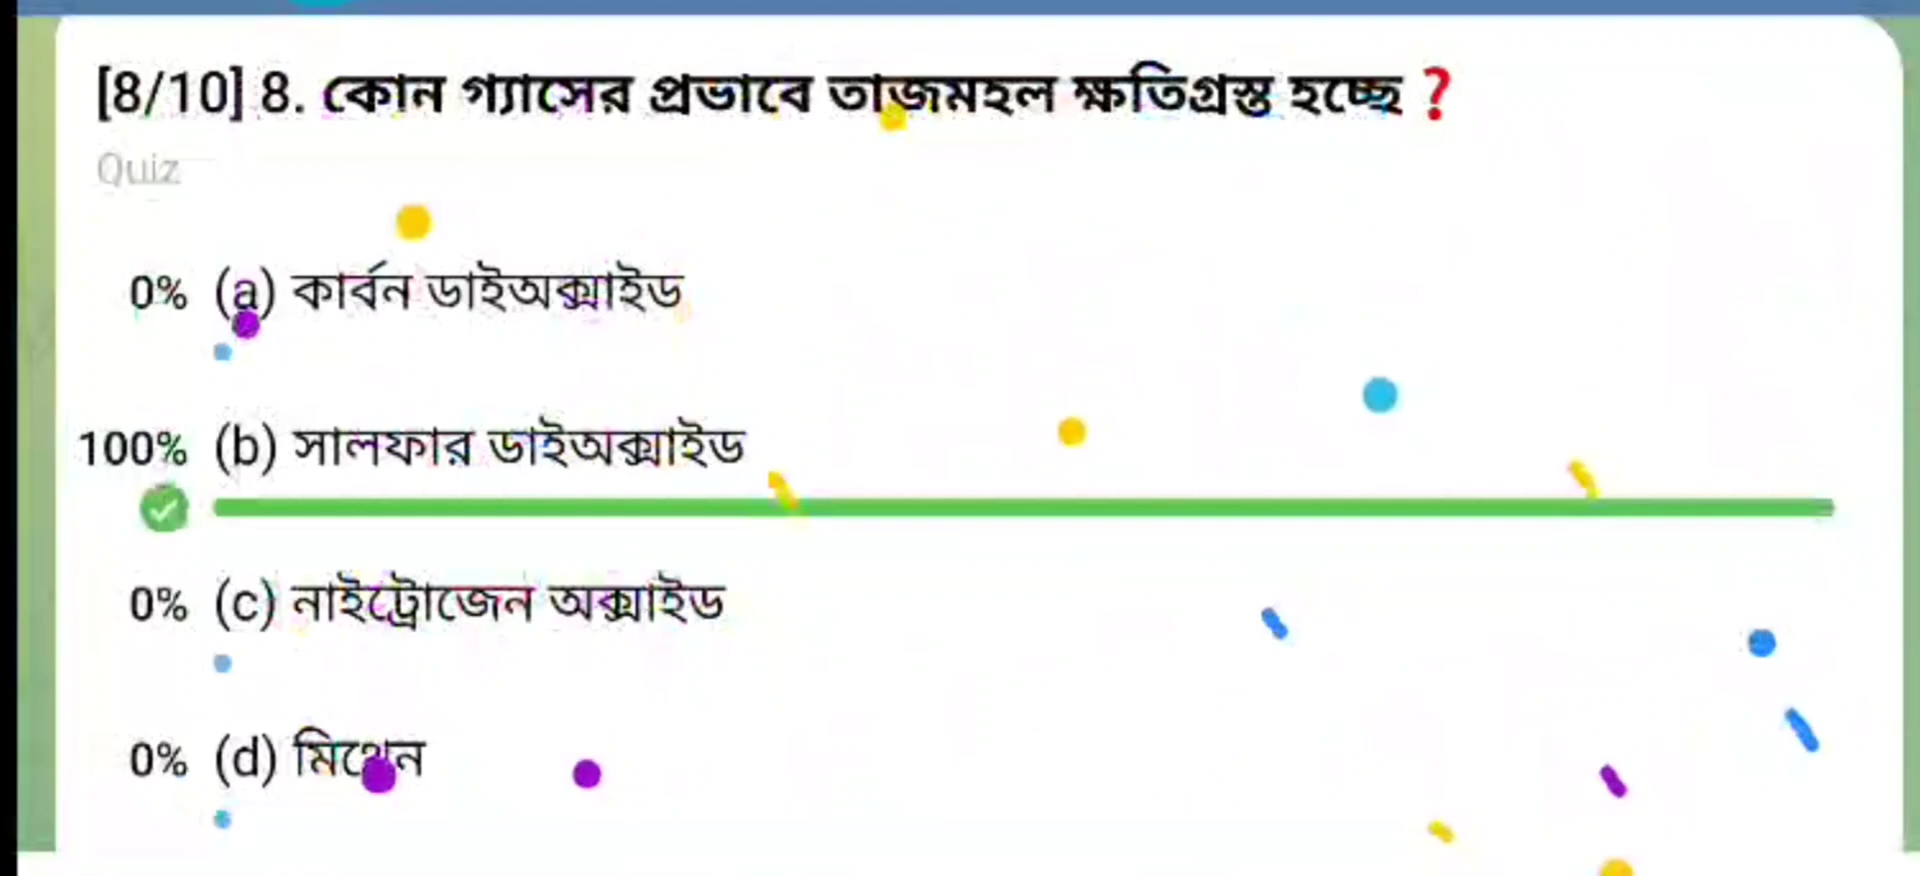 [8/10] 8. কোন গ্যাসের প্রভাবে তাজমহল ক্ষতিগ্রস্ত হচ্ছে ❓
Quiz
0% (a) কার্বন ডাইঅক্সাইড
100% (b) সালফার ডাইঅক্সাইড
0% (c) নাইট্রোজেন অক্সাইড
0% (d) মিথেন